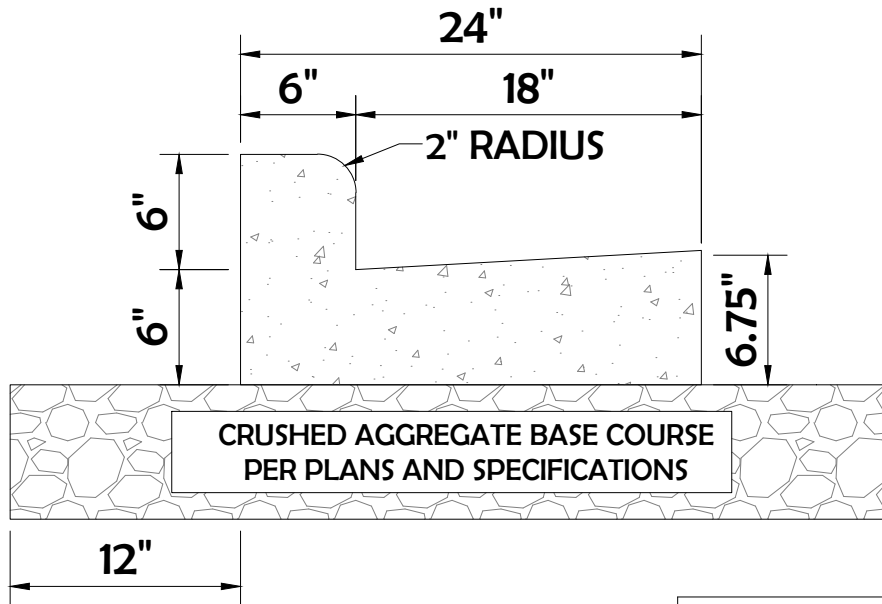 24"
6"
18"
2" RADIUS
6"
6"
6.75"
CRUSHED AGGREGATE BASE COURSE
PER PLANS AND SPECIFICATIONS
12"